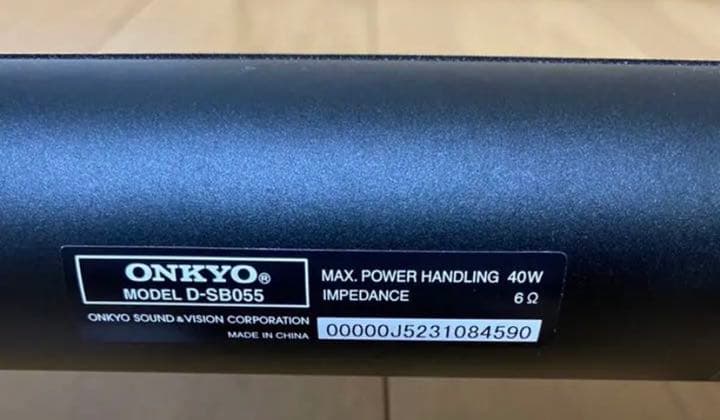 ONKYO®
MODEL D-SB055
MAX. POWER HANDLING 40W
IMPEDANCE 6Ω
ONKYO SOUND & VISION CORPORATION
MADE IN CHINA
00000J5231084590